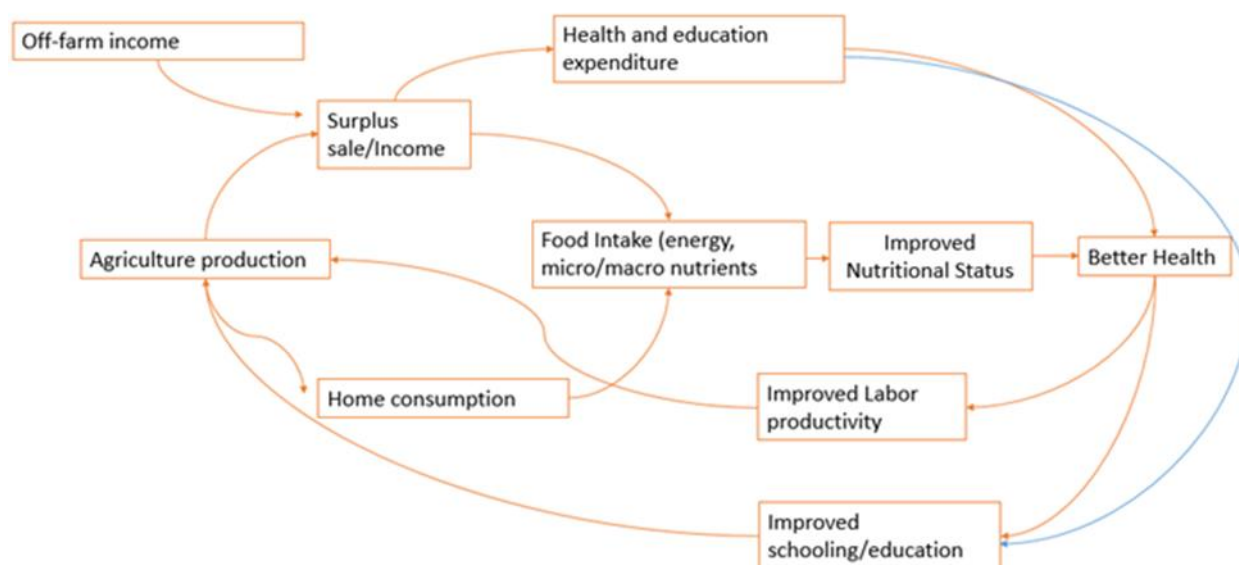 Off-farm income
Health and education
expenditure
Surplus
sale/Income
Agriculture production
Food Intake (energy,
micro/macro nutrients
Improved
Nutritional Status
Better Health
Home consumption
Improved Labor
productivity
Improved
schooling/education